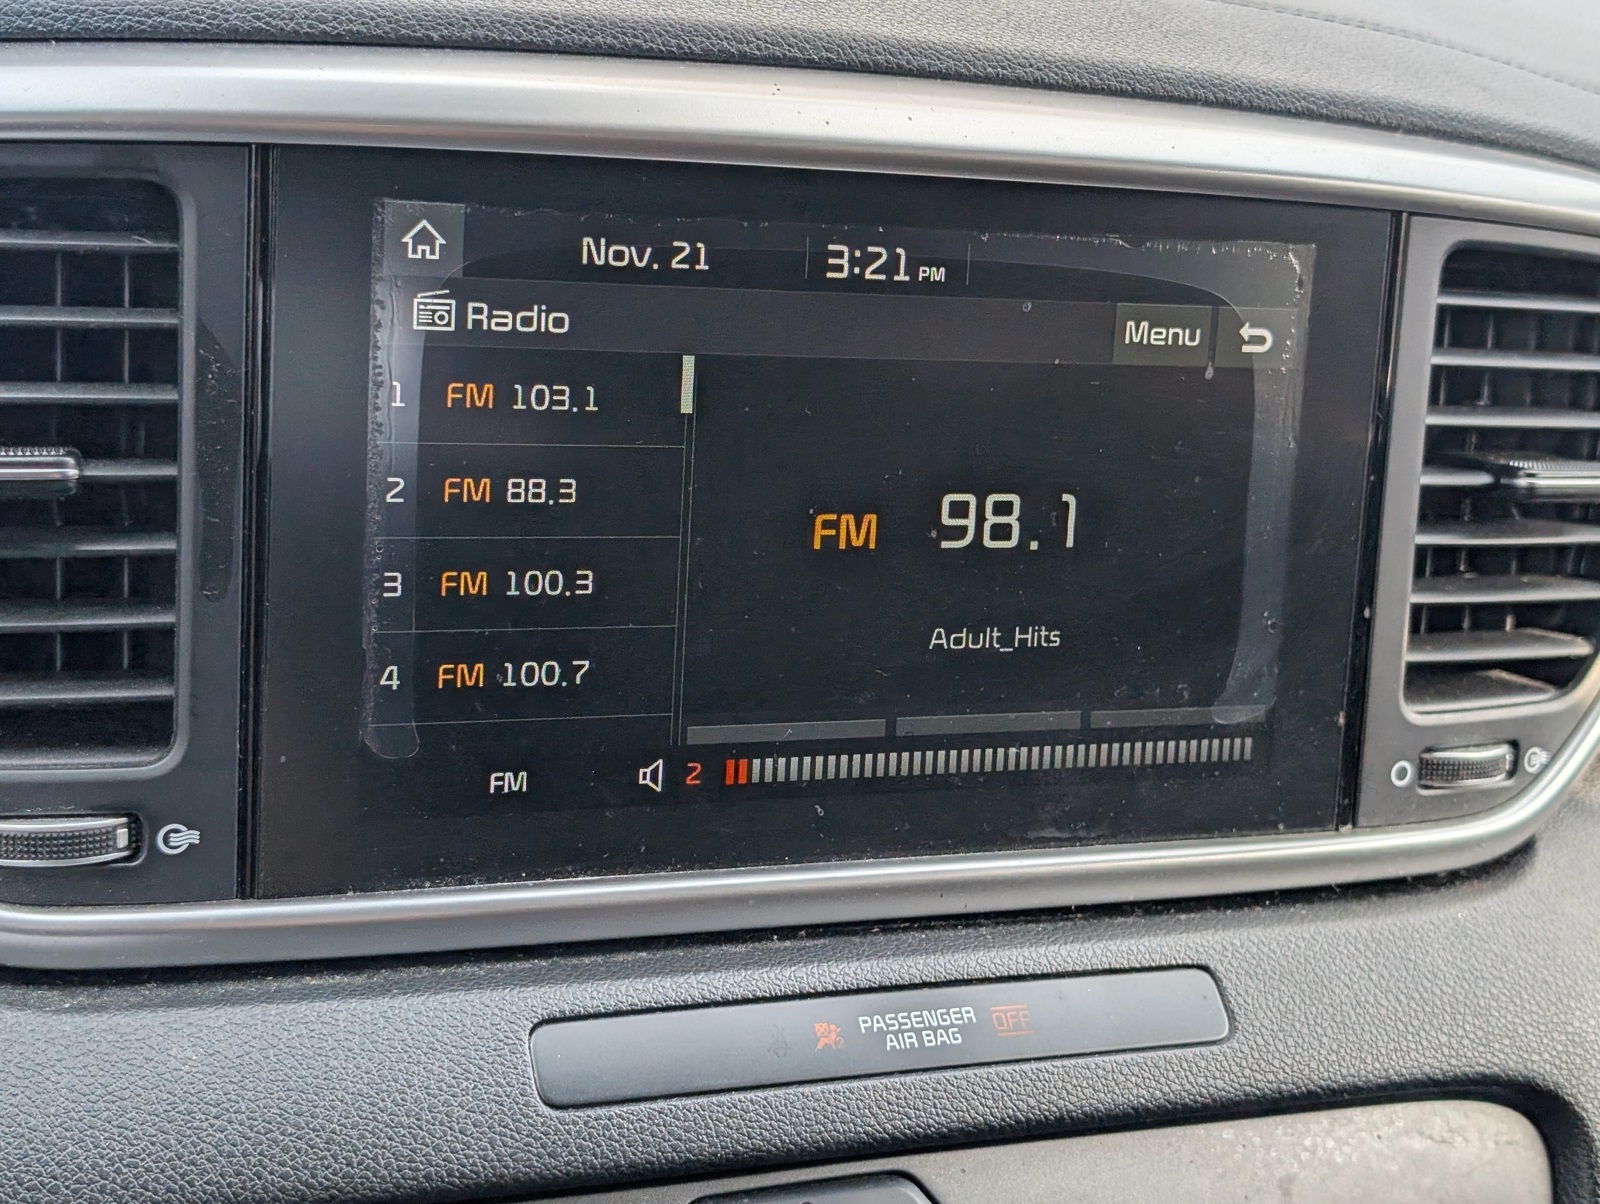 Nov. 21 3:21 PM
Radio Menu
1 FM 103.1
2 FM 88.3
3 FM 100.3
4 FM 100.7
FM 98.1
Adult_Hits
FM 2
PASSENGER
AIR BAG
OFF